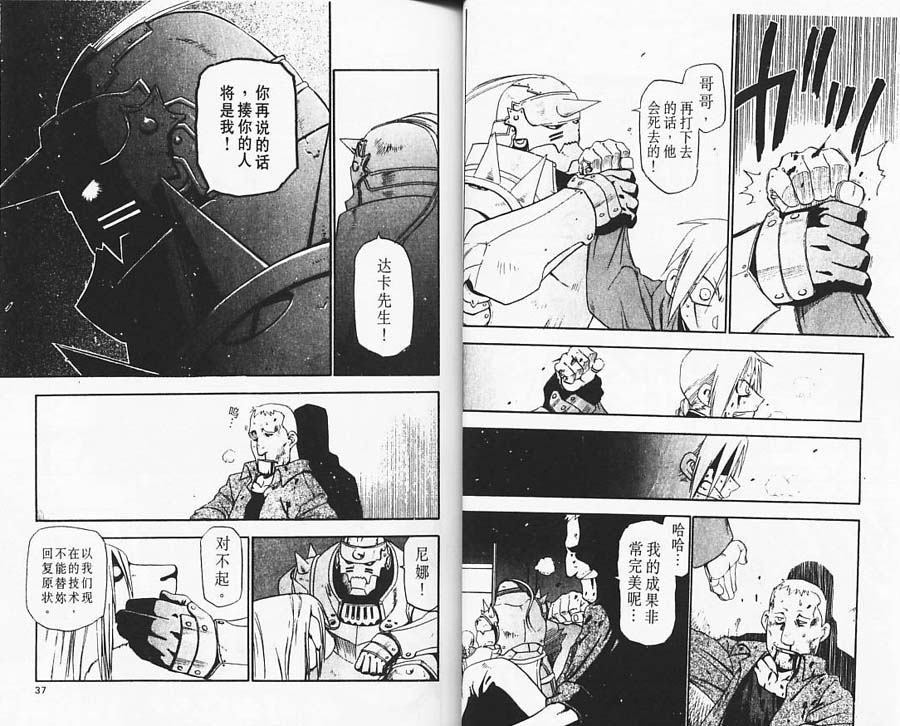 ガガッ
哥哥,
再打下去
的话,他
会死去的!
哈哈…
我的成果非
常完美呢…
达卡先生!
你再说的话
,揍你的人
将是我!
呜…
尼娜!
对不起。
以我们现
在的技术
不能替妳
回复原状。
37